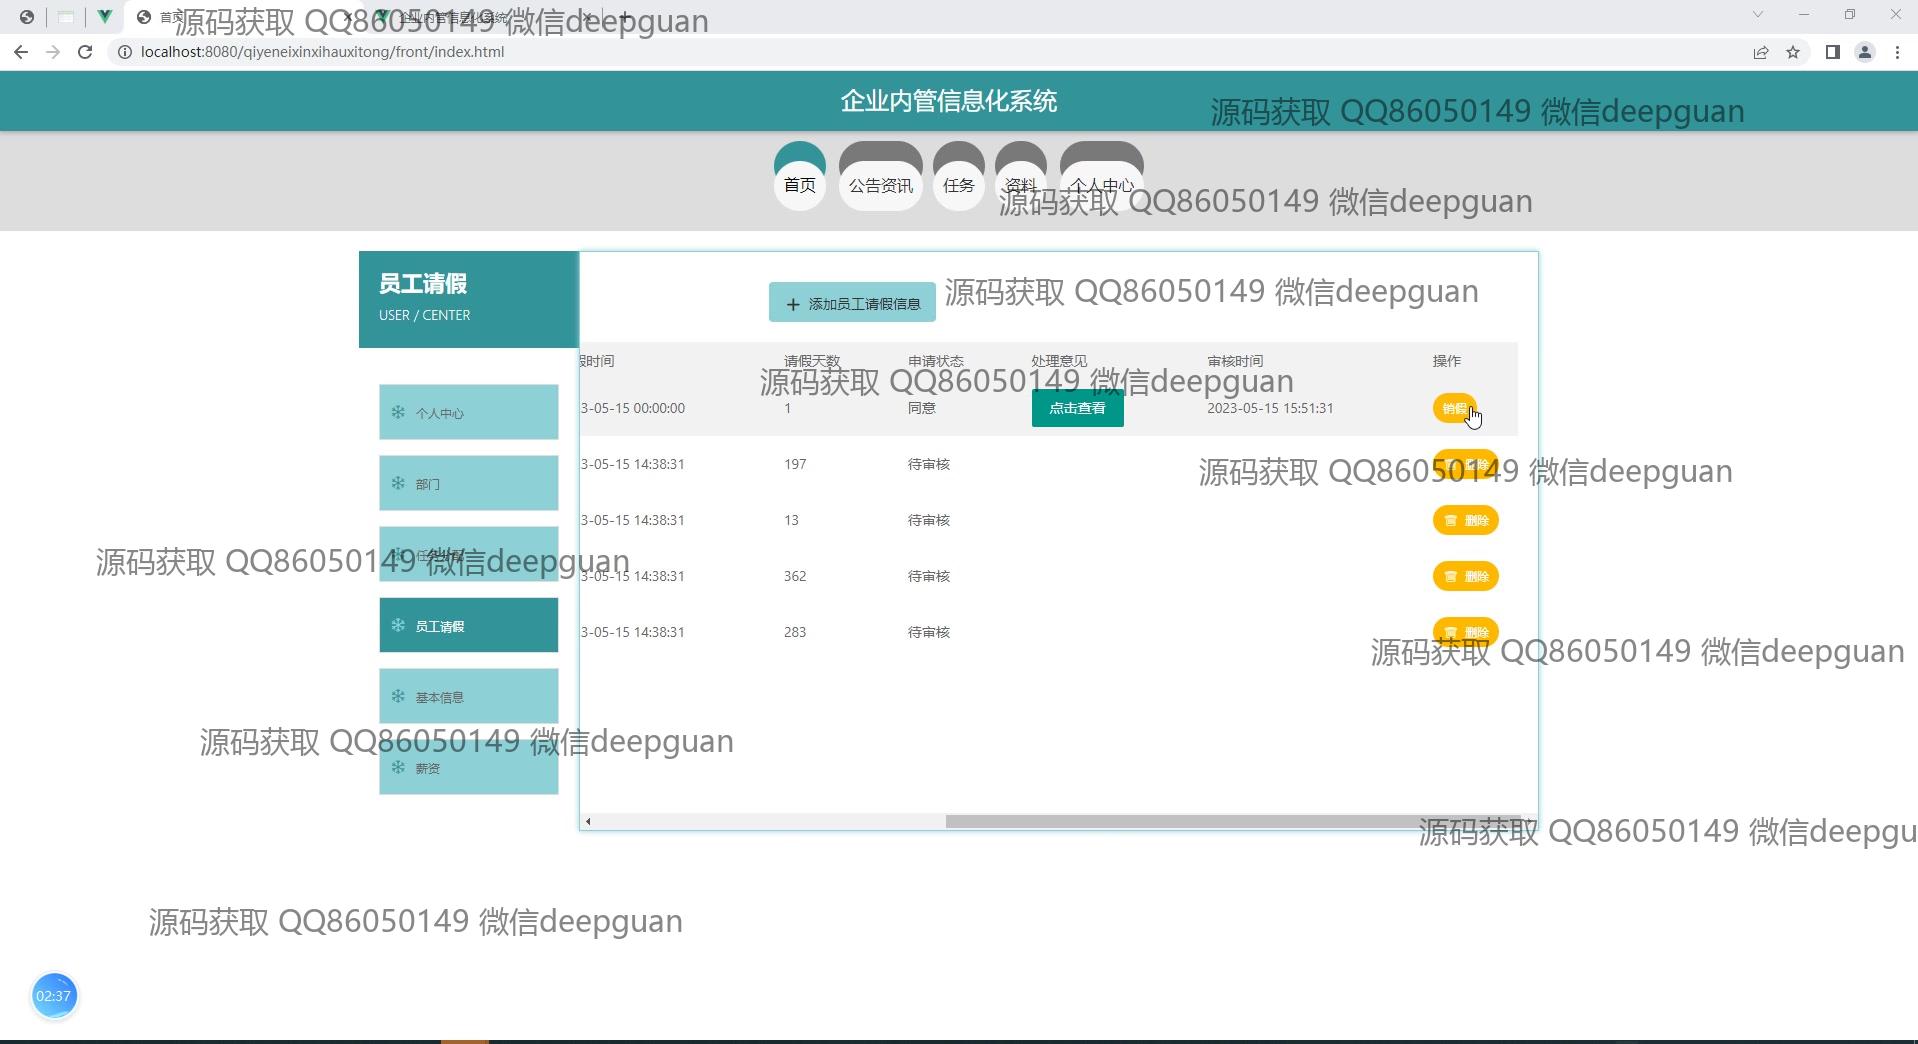 首页
企业内管信息化系统
源码获取 QQ86050149 微信deepguan
localhost:8080/qiyeneixinxihauxitong/front/index.html
企业内管信息化系统
源码获取 QQ86050149 微信deepguan
首页 公告资讯 任务 资料 个人中心
源码获取 QQ86050149 微信deepguan
员工请假
USER / CENTER
添加员工请假信息
源码获取 QQ86050149 微信deepguan
假时间 请假天数 申请状态 处理意见 审核时间 操作
源码获取 QQ86050149 微信deepguan
3-05-15 00:00:00 1 同意 点击查看 2023-05-15 15:51:31 销假
个人中心
3-05-15 14:38:31 197 待审核 删除
源码获取 QQ86050149 微信deepguan
部门
3-05-15 14:38:31 13 待审核 删除
源码获取 QQ86050149 微信deepguan
3-05-15 14:38:31 362 待审核 删除
员工请假
3-05-15 14:38:31 283 待审核 删除
源码获取 QQ86050149 微信deepguan
基本信息
源码获取 QQ86050149 微信deepguan
薪资
源码获取 QQ86050149 微信deepgu
源码获取 QQ86050149 微信deepguan
02:37